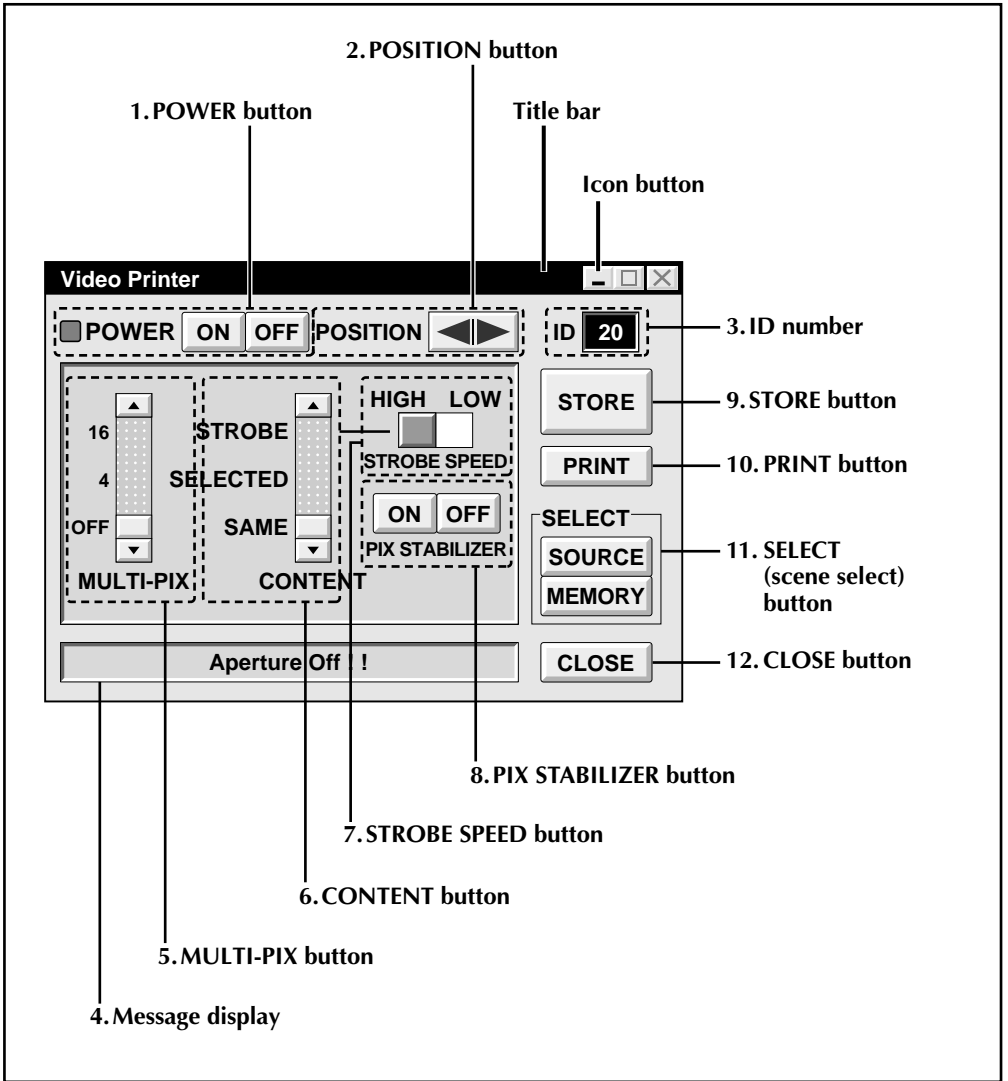 2. POSITION button
1. POWER button
Title bar
Icon button
Video Printer
POWER ON OFF POSITION ID 20
3. ID number
HIGH LOW
STORE
9. STORE button
16
STROBE
STROBE SPEED
PRINT
10. PRINT button
4
SELECTED
ON OFF
SELECT
OFF
SAME
PIX STABILIZER
SOURCE
11. SELECT
(scene select)
button
MULTI-PIX
CONTENT
MEMORY
Aperture Off ! !
CLOSE
12. CLOSE button
8. PIX STABILIZER button
7. STROBE SPEED button
6. CONTENT button
5. MULTI-PIX button
4. Message display